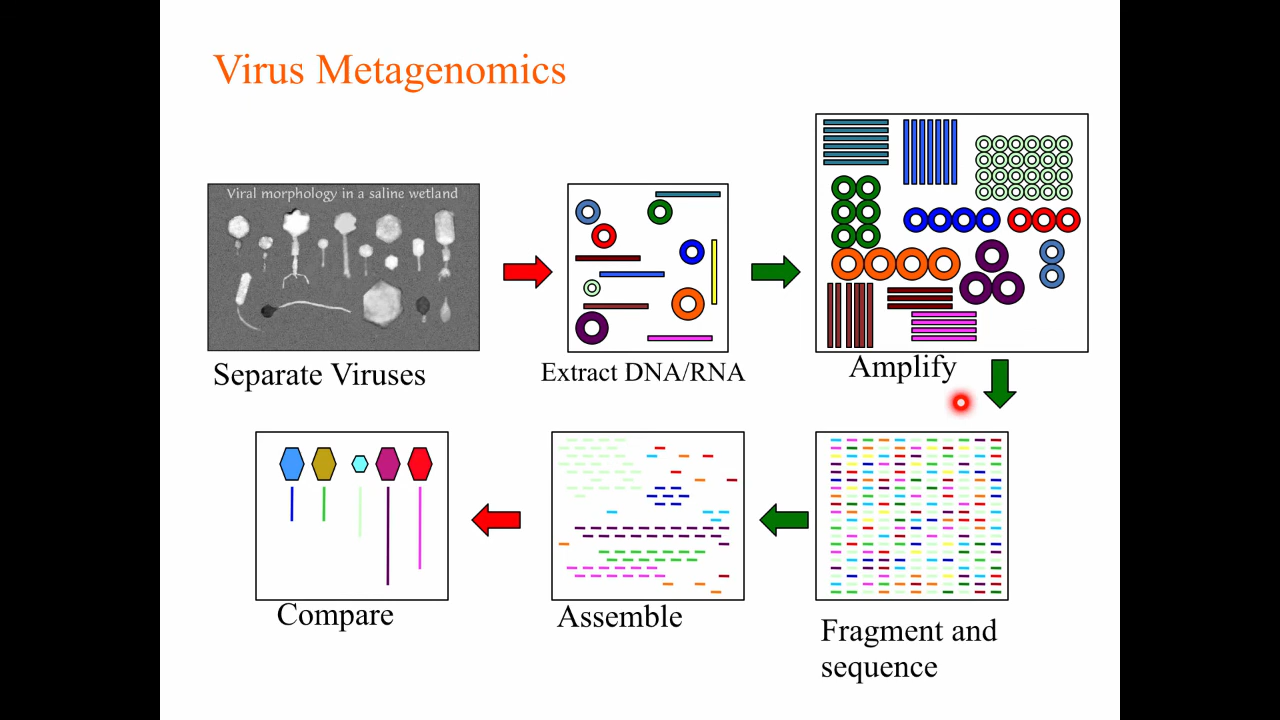 Virus Metagenomics
Viral morphology in a saline wetland
Separate Viruses
Extract DNA/RNA
Amplify
Compare
Assemble
Fragment and
sequence